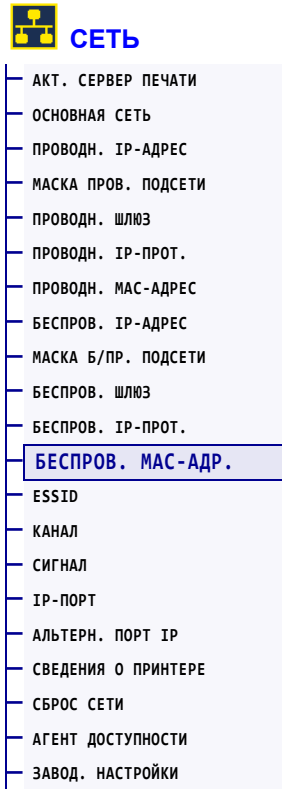 СЕТЬ
АКТ. СЕРВЕР ПЕЧАТИ
ОСНОВНАЯ СЕТЬ
ПРОВОДН. IP-АДРЕС
МАСКА ПРОВ. ПОДСЕТИ
ПРОВОДН. ШЛЮЗ
ПРОВОДН. IP-ПРОТ.
ПРОВОДН. MAC-АДРЕС
БЕСПРОВ. IP-АДРЕС
МАСКА Б/ПР. ПОДСЕТИ
БЕСПРОВ. ШЛЮЗ
БЕСПРОВ. IP-ПРОТ.
БЕСПРОВ. MAC-АДР.
ESSID
КАНАЛ
СИГНАЛ
IP-ПОРТ
АЛЬТЕРН. ПОРТ IP
СВЕДЕНИЯ О ПРИНТЕРЕ
СБРОС СЕТИ
АГЕНТ ДОСТУПНОСТИ
ЗАВОД. НАСТРОЙКИ